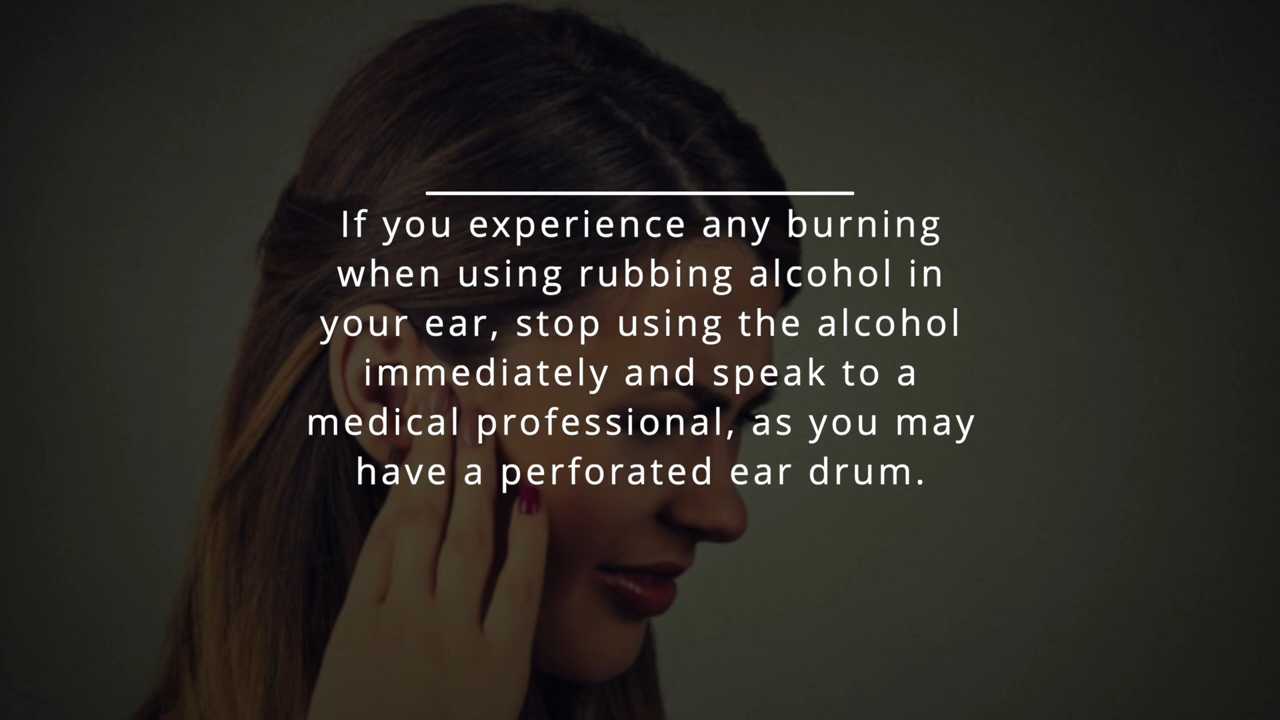 If you experience any burning
when using rubbing alcohol in
your ear, stop using the alcohol
immediately and speak to a
medical professional, as you may
have a perforated ear drum.